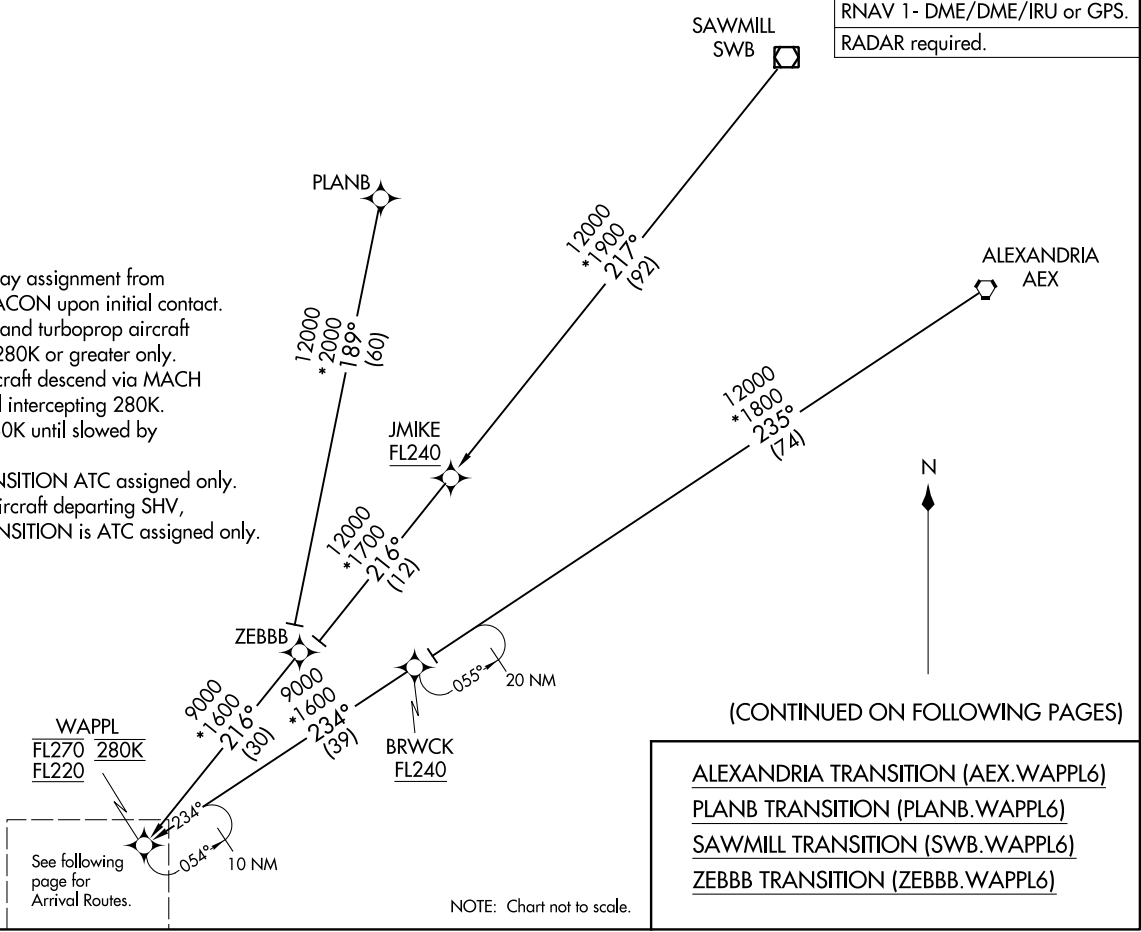 RNAV 1- DME/DME/IRU or GPS.
RADAR required.
SAWMILL
SWB
PLANB
ALEXANDRIA
AEX
12000
*1900
217°
(92)
12000
*2000
189°
(60)
12000
*1800
235°
(74)
ay assignment from
ACON upon initial contact.
and turboprop aircraft
280K or greater only.
craft descend via MACH
l intercepting 280K.
0K until slowed by
NSITION ATC assigned only.
ircraft departing SHV,
NSITION is ATC assigned only.
JMIKE
FL240
N
12000
*1700
216°
(12)
ZEBBB
055°
20 NM
9000
*1600
216°
(30)
9000
*1600
234°
(39)
BRWCK
FL240
WAPPL
FL270 280K
FL220
234°
054°
10 NM
See following
page for
Arrival Routes.
NOTE: Chart not to scale.
(CONTINUED ON FOLLOWING PAGES)
ALEXANDRIA TRANSITION (AEX.WAPPL6)
PLANB TRANSITION (PLANB.WAPPL6)
SAWMILL TRANSITION (SWB.WAPPL6)
ZEBBB TRANSITION (ZEBBB.WAPPL6)